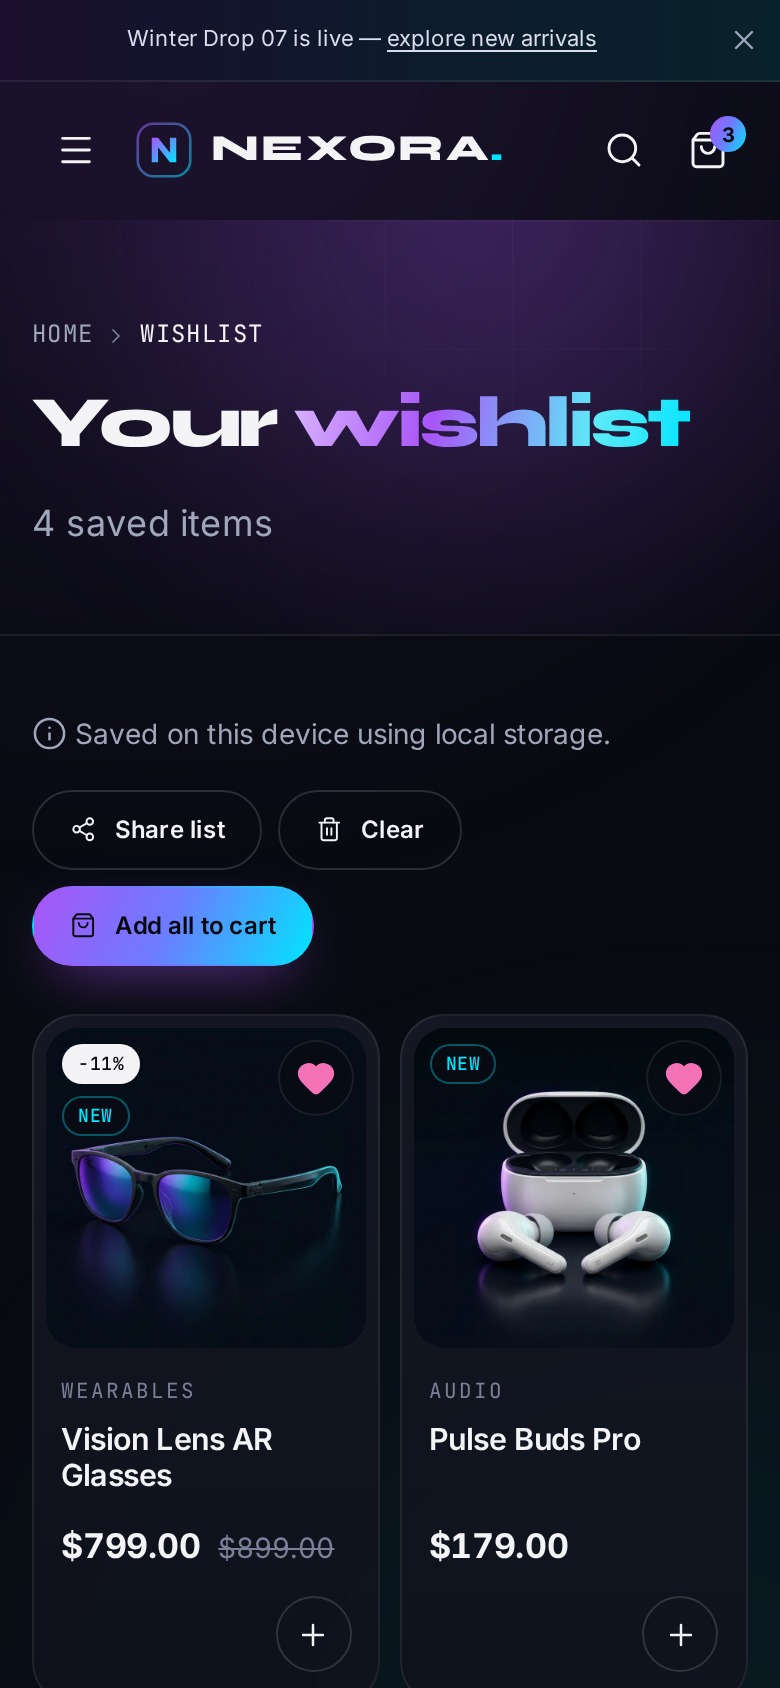 Winter Drop 07 is live — explore new arrivals
N NEXORA.
3
HOME > WISHLIST
Your wishlist
4 saved items
Saved on this device using local storage.
Share list
Clear
Add all to cart
-11%
NEW
NEW
WEARABLES
Vision Lens AR
Glasses
$799.00 $899.00
AUDIO
Pulse Buds Pro
$179.00